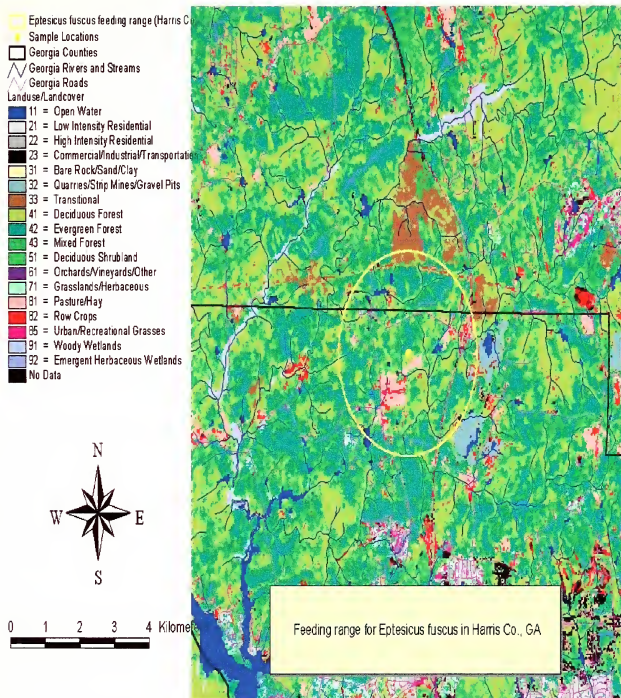 Eptesicus fuscus feeding range (Harris Co
Sample Locations
Georgia Counties
Georgia Rivers and Streams
Georgia Roads
Landuse/Landcover
11 = Open Water
21 = Low Intensity Residential
22 = High Intensity Residential
23 = Commercial/Industrial/Transportatio
31 = Bare Rock/Sand/Clay
32 = Quarries/Strip Mines/Gravel Pits
33 = Transitional
41 = Deciduous Forest
42 = Evergreen Forest
43 = Mixed Forest
51 = Deciduous Shrubland
61 = Orchards/Vineyards/Other
71 = Grasslands/Herbaceous
81 = Pasture/Hay
82 = Row Crops
85 = Urban/Recreational Grasses
91 = Woody Wetlands
92 = Emergent Herbaceous Wetlands
No Data
N
W E
S
0 1 2 3 4 Kilome
Feeding range for Eptesicus fuscus in Harris Co., GA